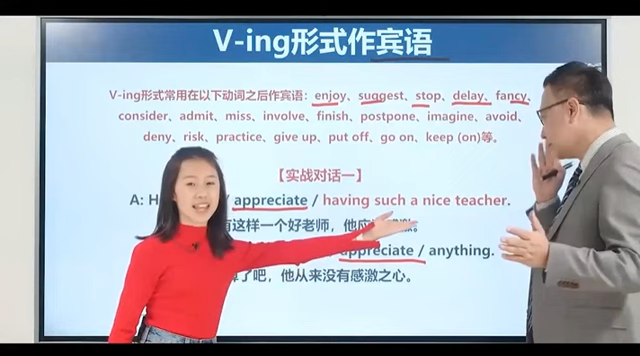 V-ing形式作宾语
V-ing形式常用在以下动词之后作宾语：enjoy、suggest、stop、delay、fancy、
consider、admit、miss、involve、finish、postpone、imagine、avoid、
deny、risk、practice、give up、put off、go on、keep (on)等。
【实战对话一】
A: H / appreciate / having such a nice teacher.
有这样一个好老师，他应 感激。
appreciate / anything.
了吧，他从来没有感激之心。